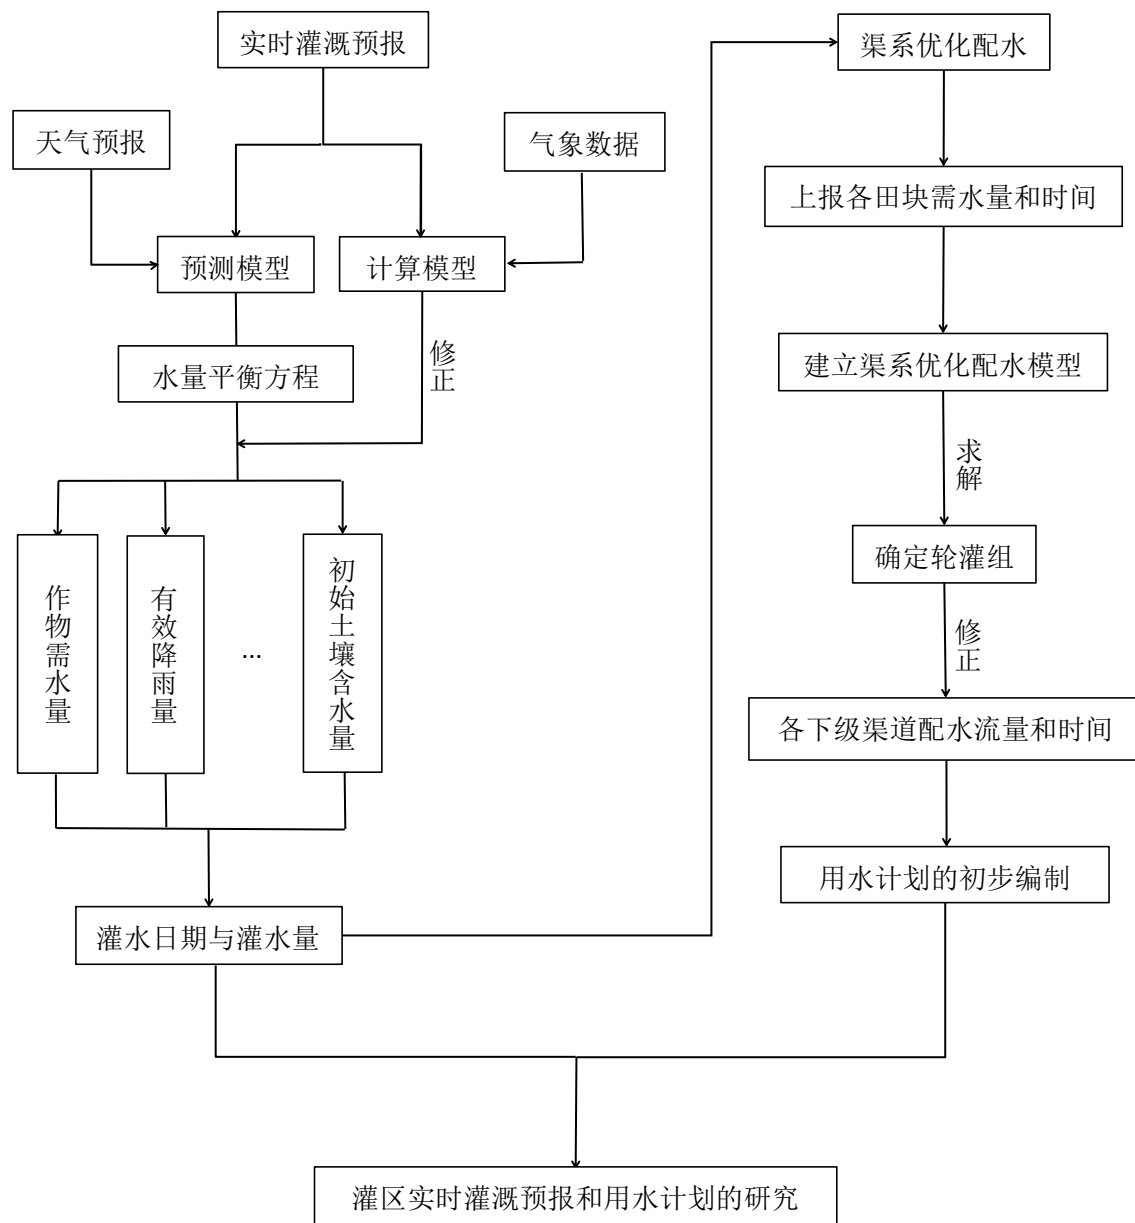 实时灌溉预报
天气预报
气象数据
预测模型
计算模型
水量平衡方程
修正
作物需水量
有效降雨量
...
初始土壤含水量
灌水日期与灌水量
渠系优化配水
上报各田块需水量和时间
建立渠系优化配水模型
求解
确定轮灌组
修正
各下级渠道配水流量和时间
用水计划的初步编制
灌区实时灌溉预报和用水计划的研究